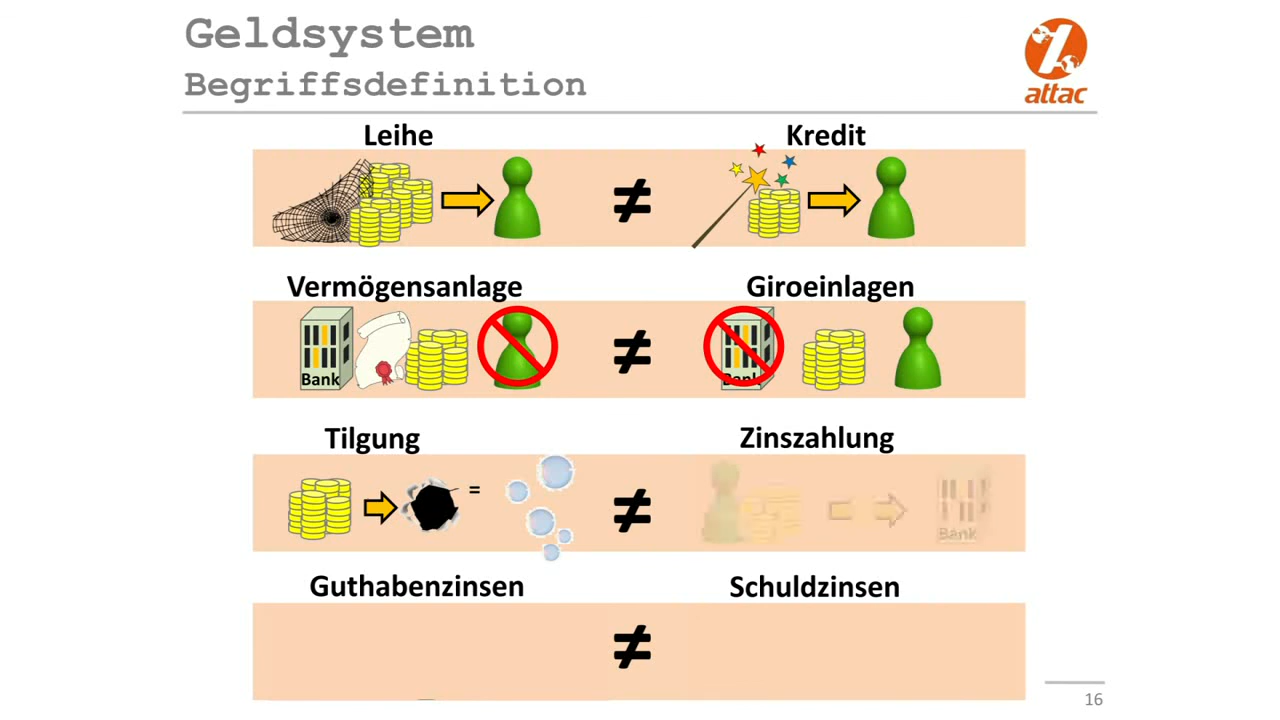 Geldsystem
Begriffsdefinition
attac
Leihe
Kredit
≠
Vermögensanlage
Giroeinlagen
Bank
≠
Bank
Tilgung
Zinszahlung
=
≠
Bank
Guthabenzinsen
Schuldzinsen
≠
16